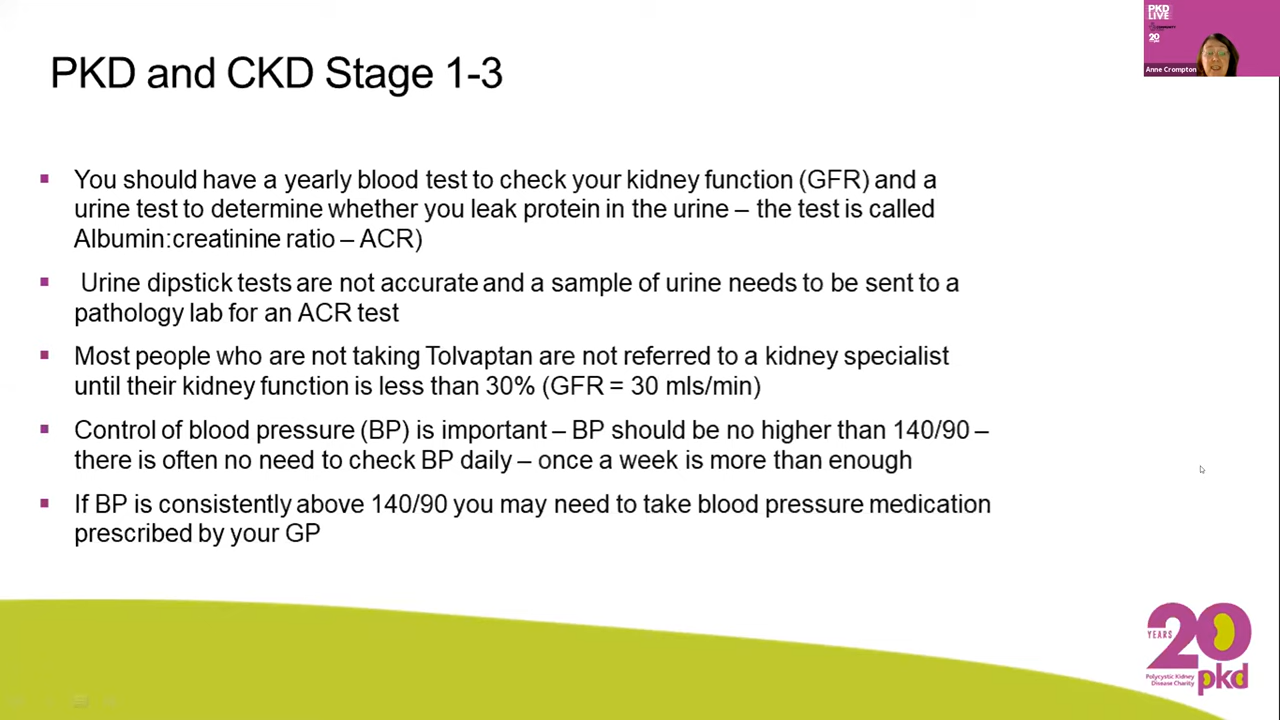 PKD
LIVE
20
pkd
Anne Crompton
PKD and CKD Stage 1-3
You should have a yearly blood test to check your kidney function (GFR) and a
urine test to determine whether you leak protein in the urine – the test is called
Albumin:creatinine ratio – ACR)
Urine dipstick tests are not accurate and a sample of urine needs to be sent to a
pathology lab for an ACR test
Most people who are not taking Tolvaptan are not referred to a kidney specialist
until their kidney function is less than 30% (GFR = 30 mls/min)
Control of blood pressure (BP) is important – BP should be no higher than 140/90 –
there is often no need to check BP daily – once a week is more than enough
If BP is consistently above 140/90 you may need to take blood pressure medication
prescribed by your GP
YEARS 20
Polycystic Kidney
Disease Charity pkd